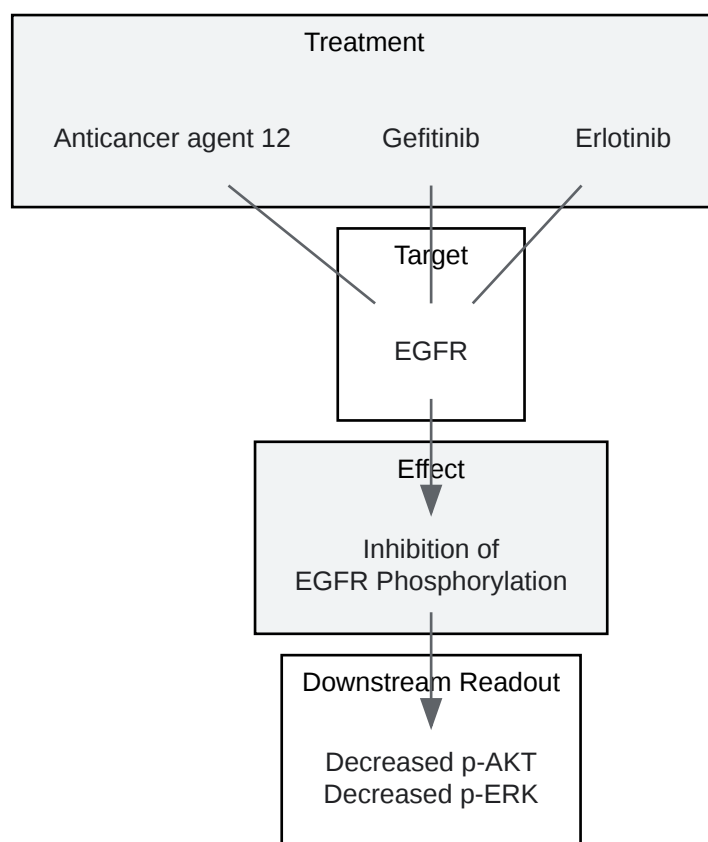 Treatment
Anticancer agent 12 Gefitinib Erlotinib
Target
EGFR
Effect
Inhibition of
EGFR Phosphorylation
Downstream Readout
Decreased p-AKT
Decreased p-ERK